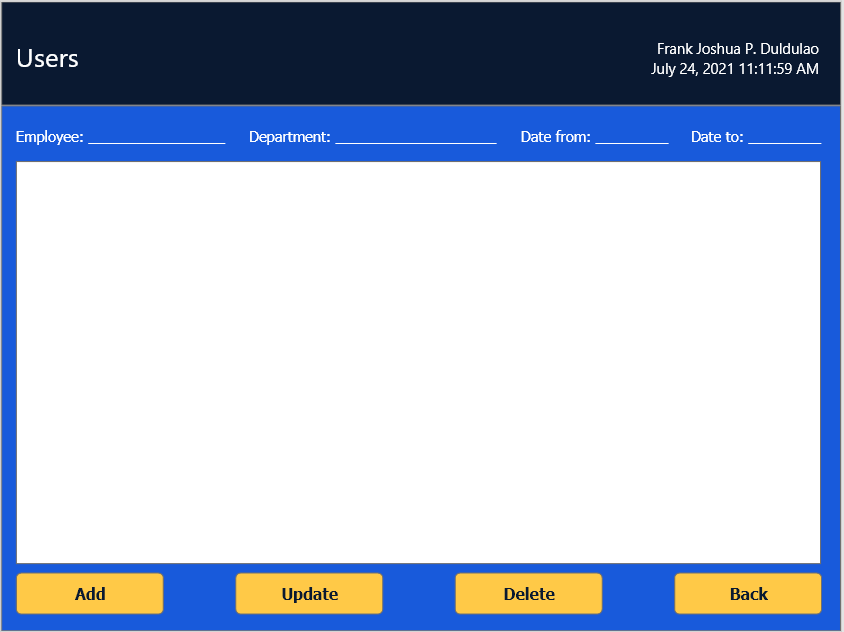 Users
Frank Joshua P. Duldulao
July 24, 2021 11:11:59 AM
Employee: _________________ Department: ____________________ Date from: _________ Date to: _________
Add Update Delete Back